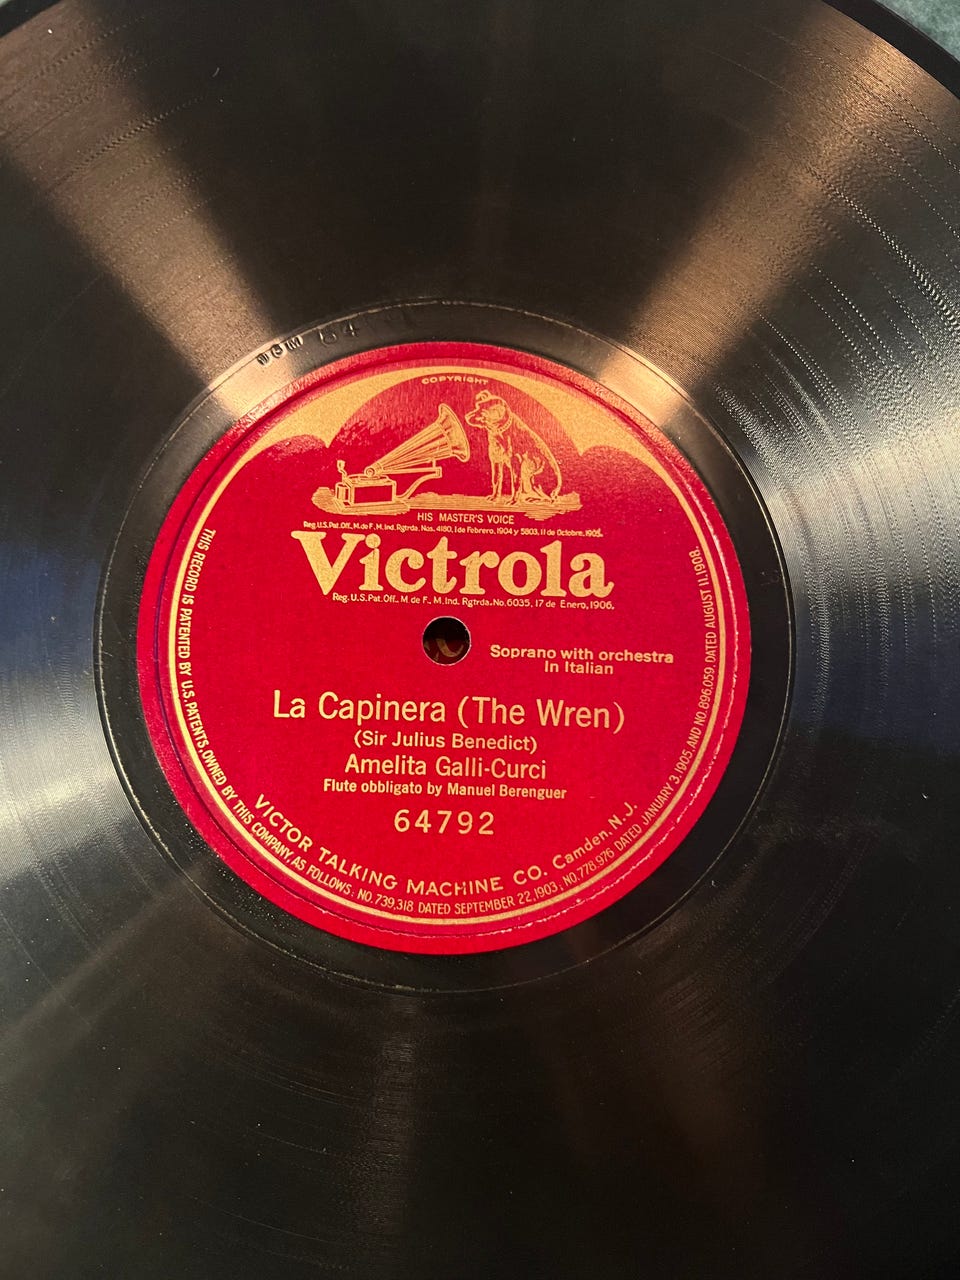 COPYRIGHT
HIS MASTER'S VOICE
Reg. U.S. Pat. Off., M. de F., M. Ind. Rgtrda. Nos. 4180, 1 de Febrero, 1904 y 5803, 11 de Octobre, 1905.
Victrola
Reg. U.S. Pat. Off., M. de F., M. Ind. Rgtrda. No. 6035, 17 de Enero, 1906.
Soprano with orchestra
In Italian
La Capinera (The Wren)
(Sir Julius Benedict)
Amelita Galli-Curci
Flute obbligato by Manuel Berenguer
64792
VICTOR TALKING MACHINE CO. Camden, N.J.
THIS RECORD IS PATENTED BY U.S. PATENTS, OWNED BY THIS COMPANY, AS FOLLOWS: NO. 739,318 DATED SEPTEMBER 22, 1903; NO. 778,976 DATED JANUARY 3, 1905, AND NO. 896,059, DATED AUGUST 11, 1908.